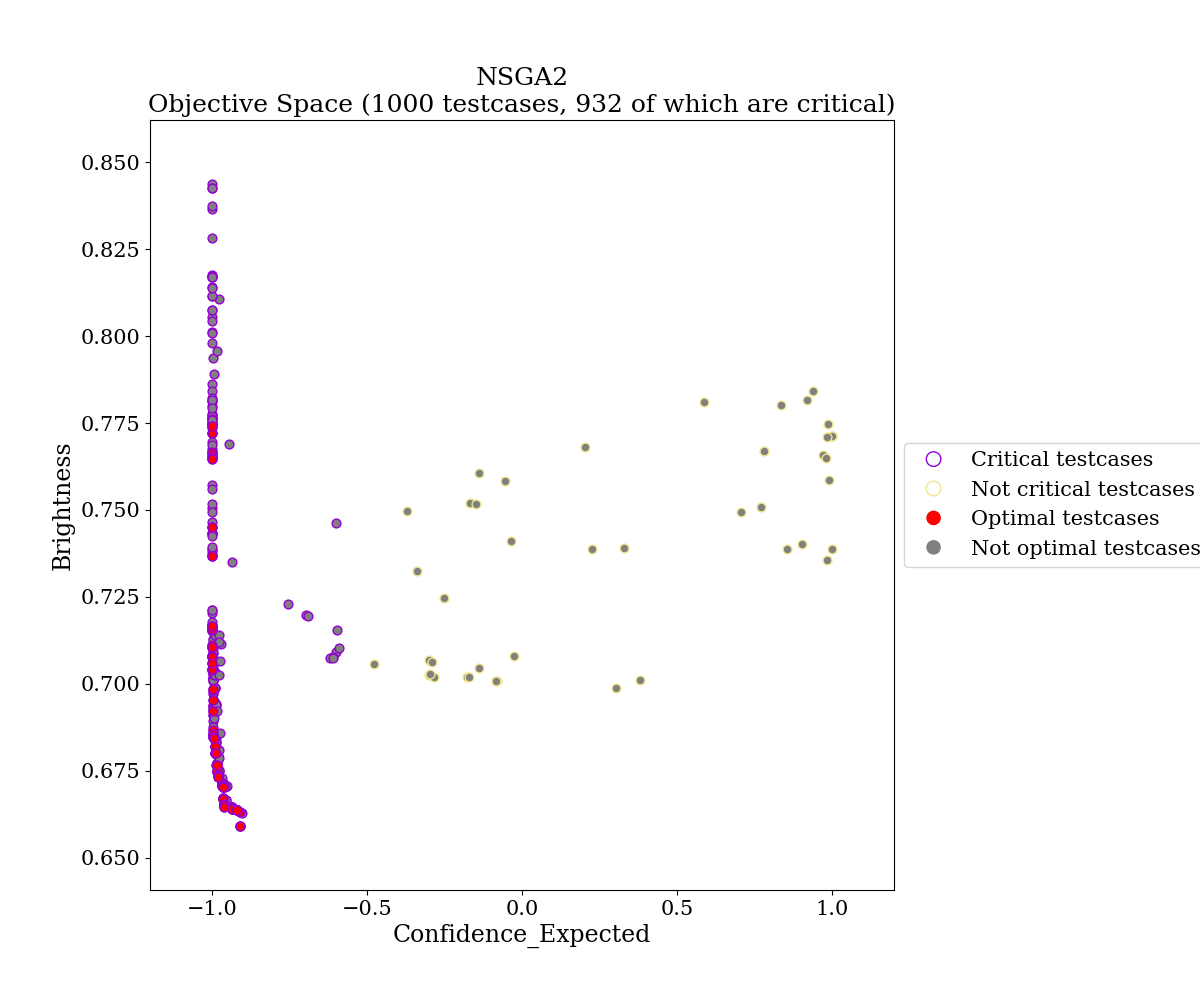 NSGA2
Objective Space (1000 testcases, 932 of which are critical)
0.850
0.825
0.800
0.775
0.750
0.725
0.700
0.675
0.650
Brightness
−1.0
−0.5
0.0
0.5
1.0
Confidence_Expected
Critical testcases
Not critical testcases
Optimal testcases
Not optimal testcases